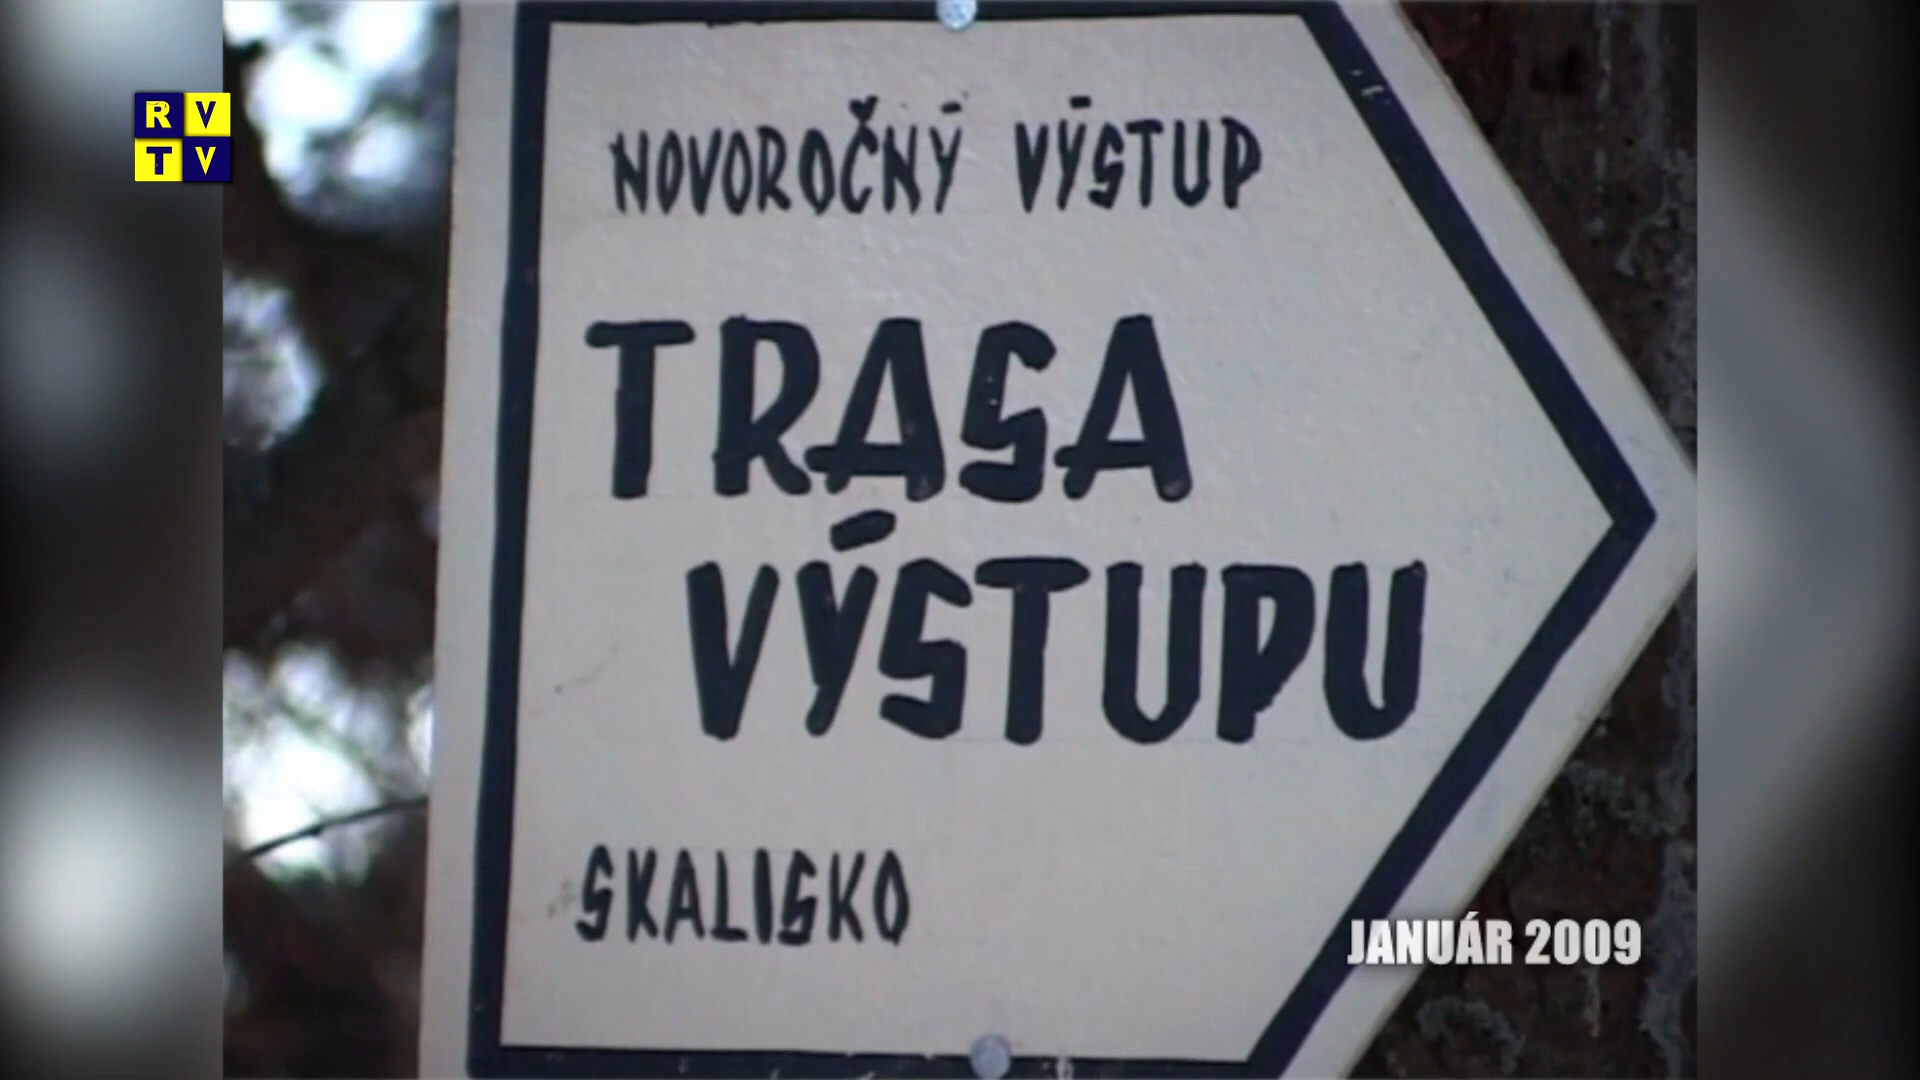 RV
TV
NOVOROČNÝ VÝSTUP
TRASA
VÝSTUPU
SKALISKO
JANUÁR 2009